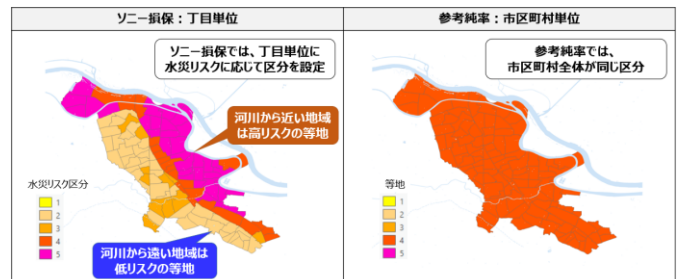 ソニー損保：丁目単位
ソニー損保では、丁目単位に
水災リスクに応じて区分を設定
河川から近い地域
は高リスクの等地
水災リスク区分
1
2
3
4
5
河川から遠い地域は
低リスクの等地
参考純率：市区町村単位
参考純率では、
市区町村全体が同じ区分
等地
1
2
3
4
5